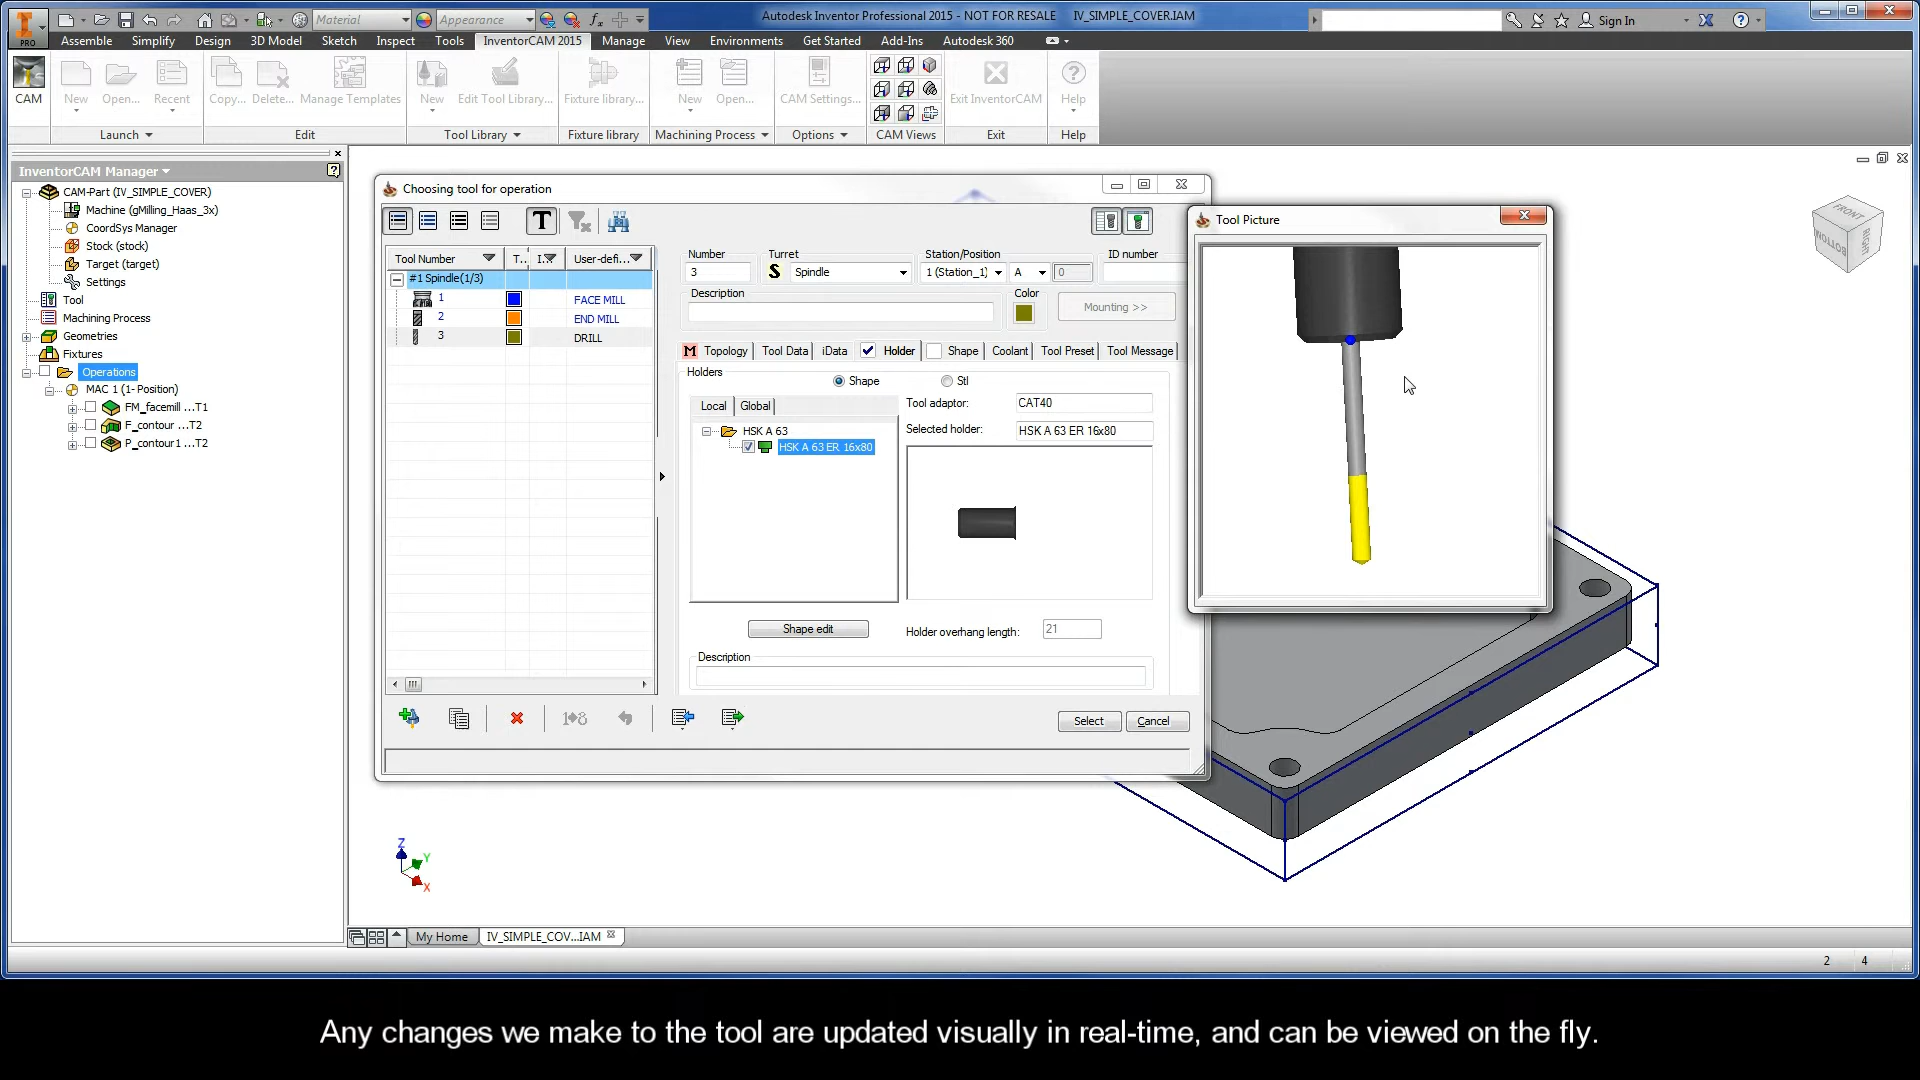 Material
Appearance
Autodesk Inventor Professional 2015 - NOT FOR RESALE IV_SIMPLE_COVER.IAM
Sign In
PRO
Assemble Simplify Design 3D Model Sketch Inspect Tools InventorCAM 2015 Manage View Environments Get Started Add-Ins Autodesk 360
CAM New Open... Recent Copy... Delete... Manage Templates New Edit Tool Library... Fixture library... New Open... CAM Settings... Exit InventorCAM Help
Launch Edit Tool Library Fixture library Machining Process Options CAM Views Exit Help
InventorCAM Manager
CAM-Part (IV_SIMPLE_COVER)
Machine (gMilling_Haas_3x)
CoordSys Manager
Stock (stock)
Target (target)
Settings
Tool
Machining Process
Geometries
Fixtures
Operations
MAC 1 (1- Position)
FM_facemill ...T1
F_contour ...T2
P_contour1 ...T2
Choosing tool for operation
T
Tool Number T.. I.. User-defi...
#1 Spindle(1/3)
1 FACE MILL
2 END MILL
3 DRILL
Number Turret Station/Position ID number
3 S Spindle 1 (Station_1) A 0
Description Color
Mounting >>
M Topology Tool Data iData Holder Shape Coolant Tool Preset Tool Message
Holders
Shape Stl
Local Global
HSK A 63
HSK A 63 ER 16x80
Tool adaptor: CAT40
Selected holder: HSK A 63 ER 16x80
Shape edit
Holder overhang length: 21
Description
Select Cancel
Tool Picture
FRONT
RIGHT
BOTTOM
Z
Y
X
My Home IV_SIMPLE_COV...IAM
2 4
Any changes we make to the tool are updated visually in real-time, and can be viewed on the fly.